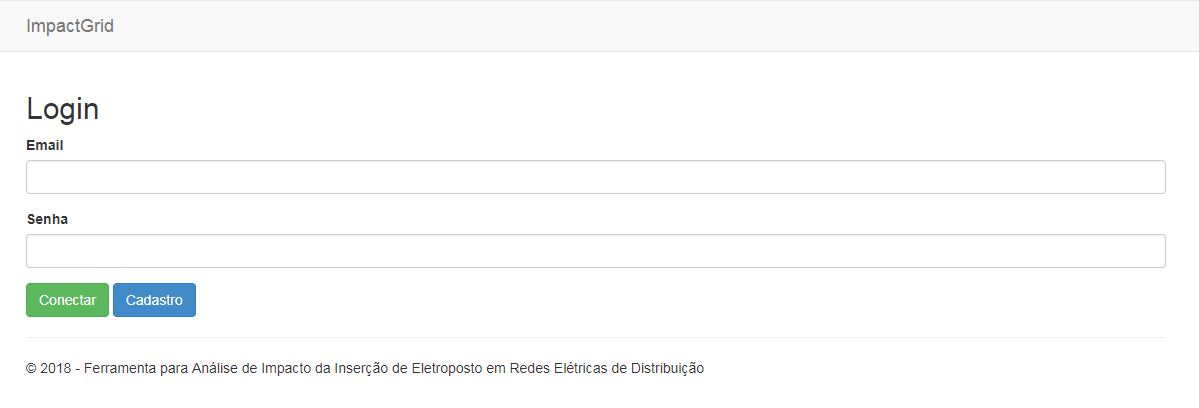 ImpactGrid
Login
Email
Senha
Conectar Cadastro
© 2018 - Ferramenta para Análise de Impacto da Inserção de Eletroposto em Redes Elétricas de Distribuição